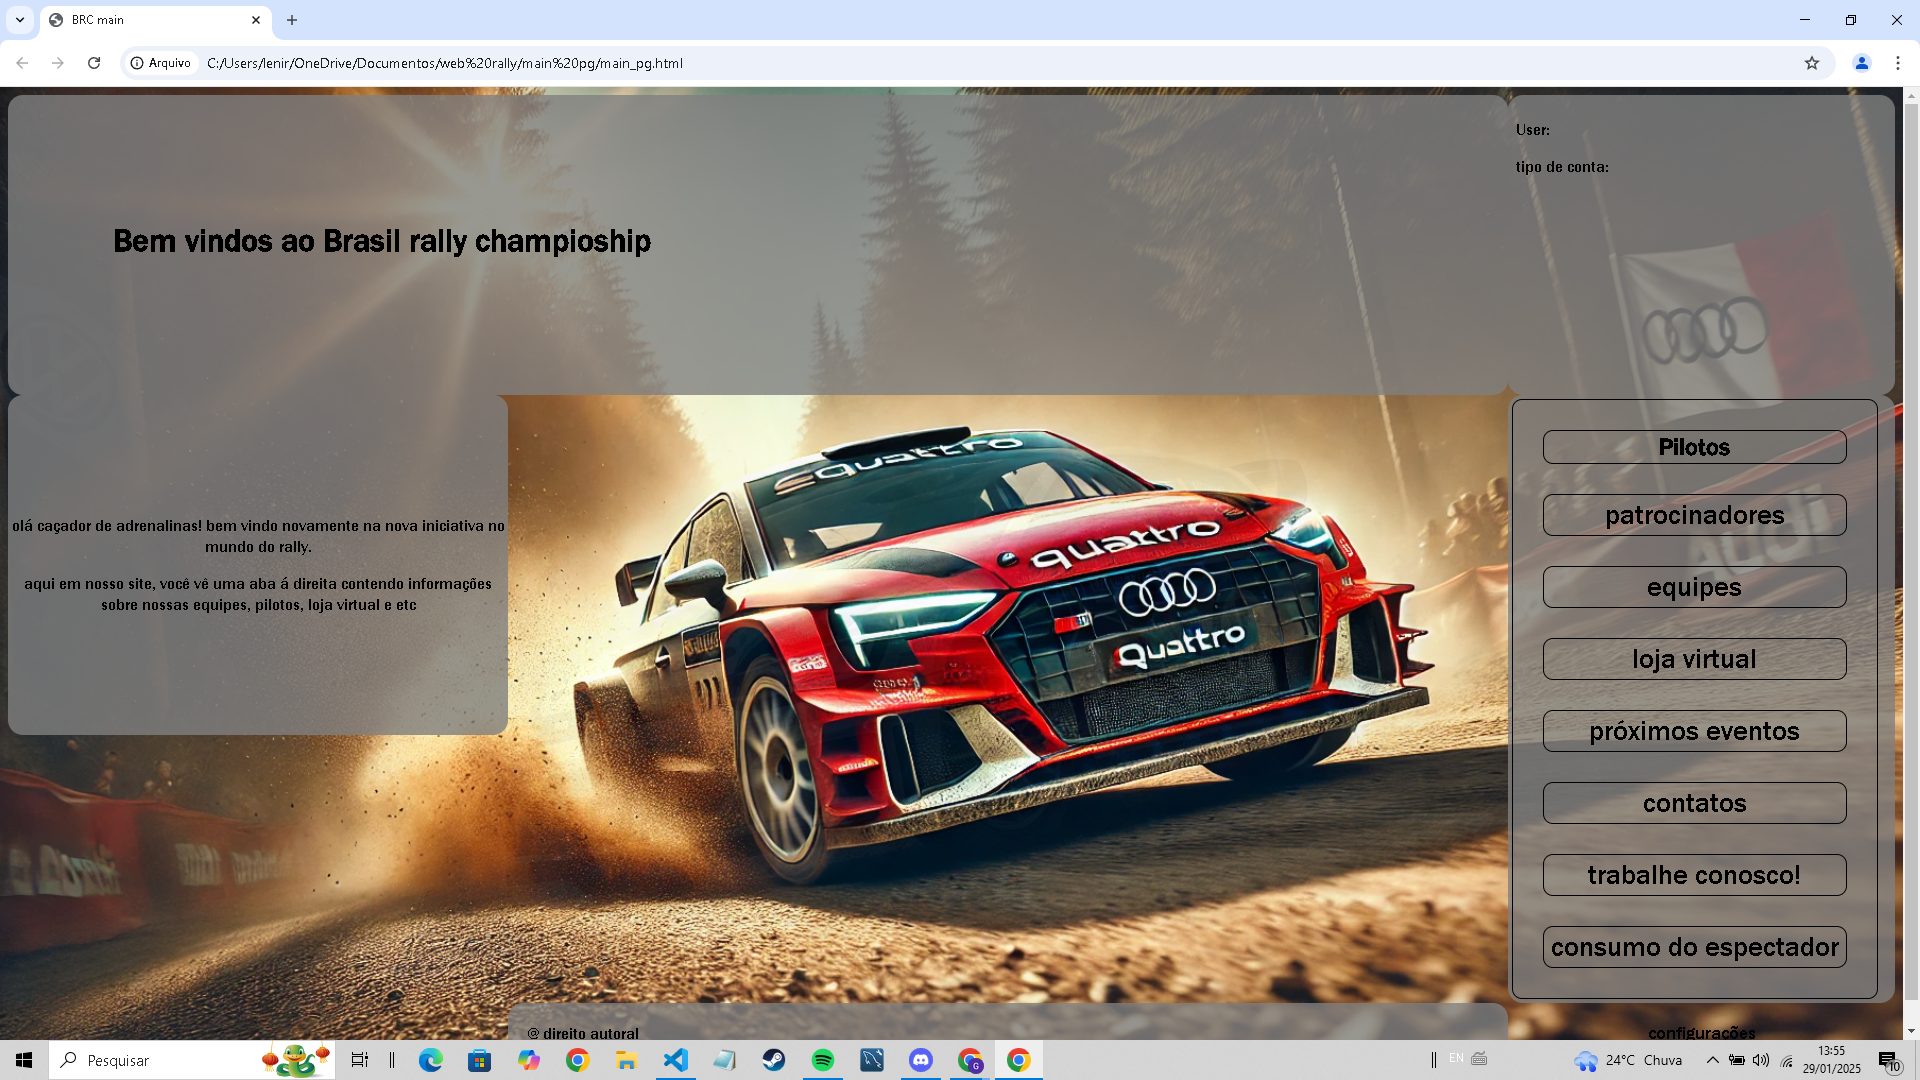 BRC main
Arquivo
C:/Users/lenir/OneDrive/Documentos/web%20rally/main%20pg/main_pg.html
User:
tipo de conta:
Bem vindos ao Brasil rally champioship
olá caçador de adrenalinas! bem vindo novamente na nova iniciativa no
mundo do rally.
aqui em nosso site, você vê uma aba á direita contendo informações
sobre nossas equipes, pilotos, loja virtual e etc
quattro
quattro
Quattro
Pilotos
patrocinadores
equipes
loja virtual
próximos eventos
contatos
trabalhe conosco!
consumo do espectador
@ direito autoral
configurações
Pesquisar
EN
24°C Chuva
13:55
29/01/2025
10